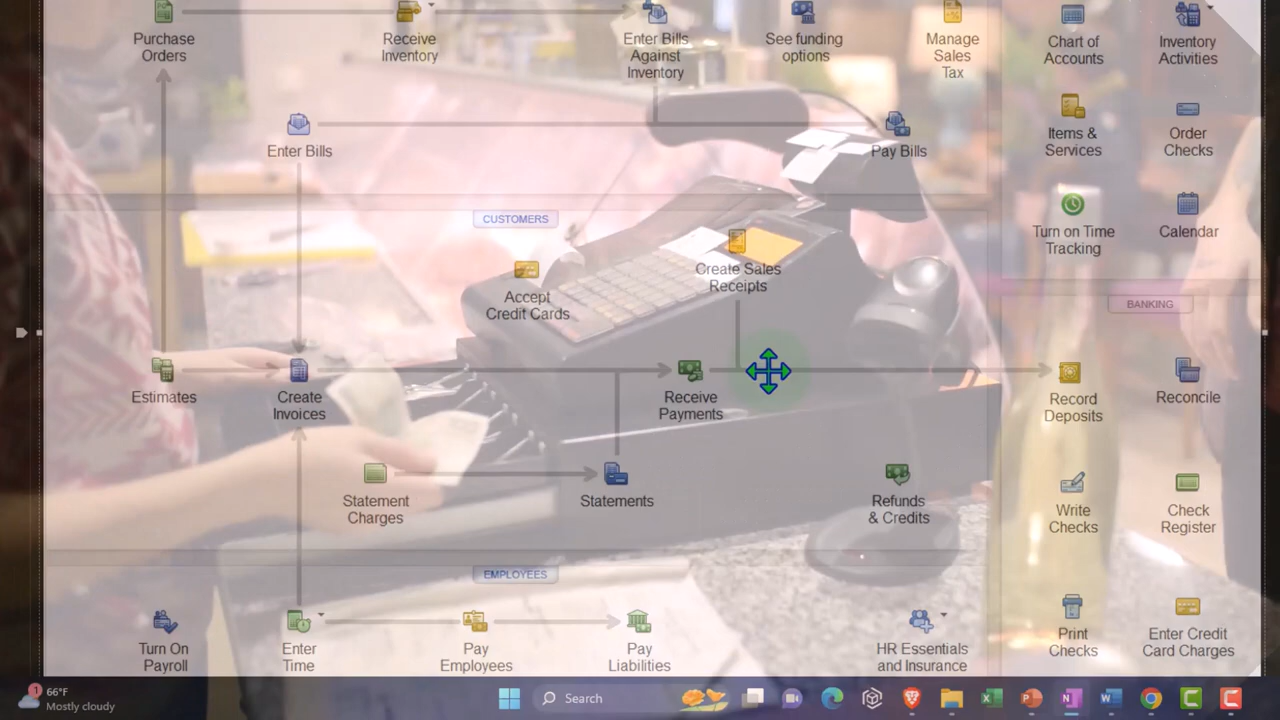 Purchase
Orders
Receive
Inventory
Enter Bills
Against
Inventory
See funding
options
Manage
Sales
Tax
Chart of
Accounts
Inventory
Activities
Enter Bills
Pay Bills
Items &
Services
Order
Checks
CUSTOMERS
Turn on Time
Tracking
Calendar
Create Sales
Receipts
Accept
Credit Cards
BANKING
Estimates
Create
Invoices
Receive
Payments
Record
Deposits
Reconcile
Statement
Charges
Statements
Refunds
& Credits
Write
Checks
Check
Register
EMPLOYEES
Turn On
Payroll
Enter
Time
Pay
Employees
Pay
Liabilities
HR Essentials
and Insurance
Print
Checks
Enter Credit
Card Charges
1
66°F
Mostly cloudy
Search